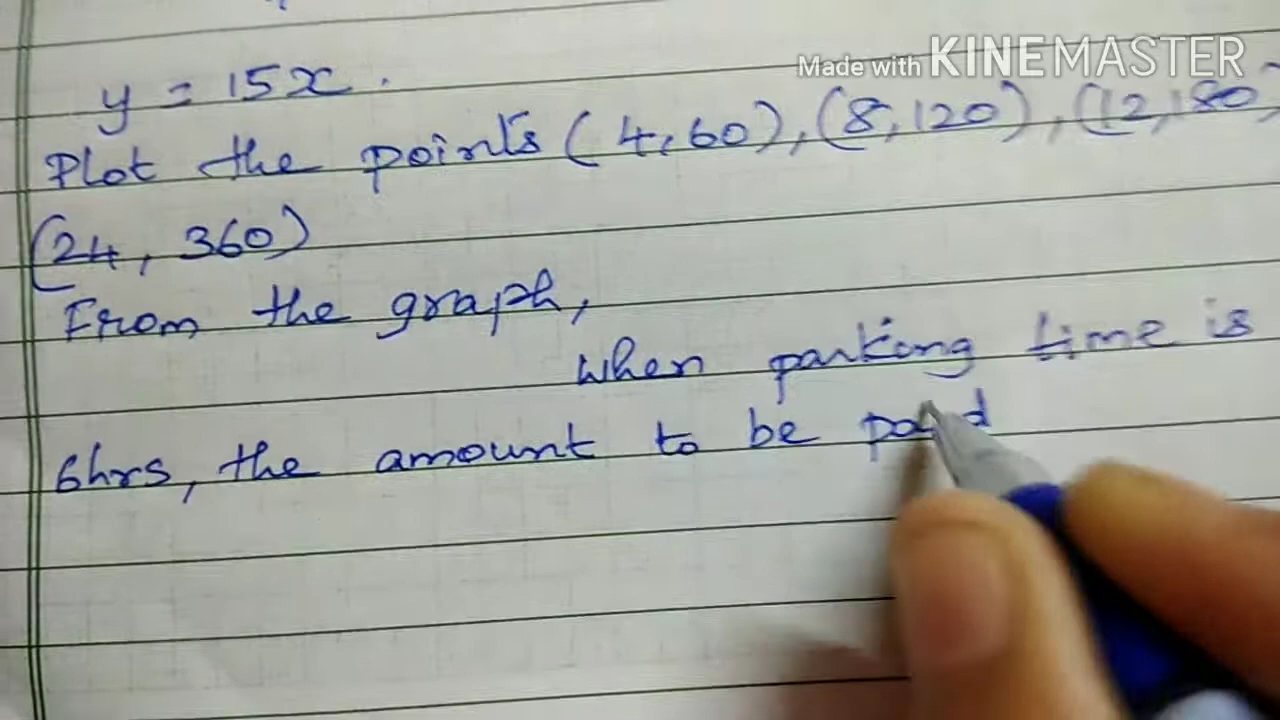 Made with KINEMASTER
y = 15x.
Plot the points (4,60), (8,120), (12,180)
(24, 360)
From the graph,
When parking time is
6hrs, the amount to be paid